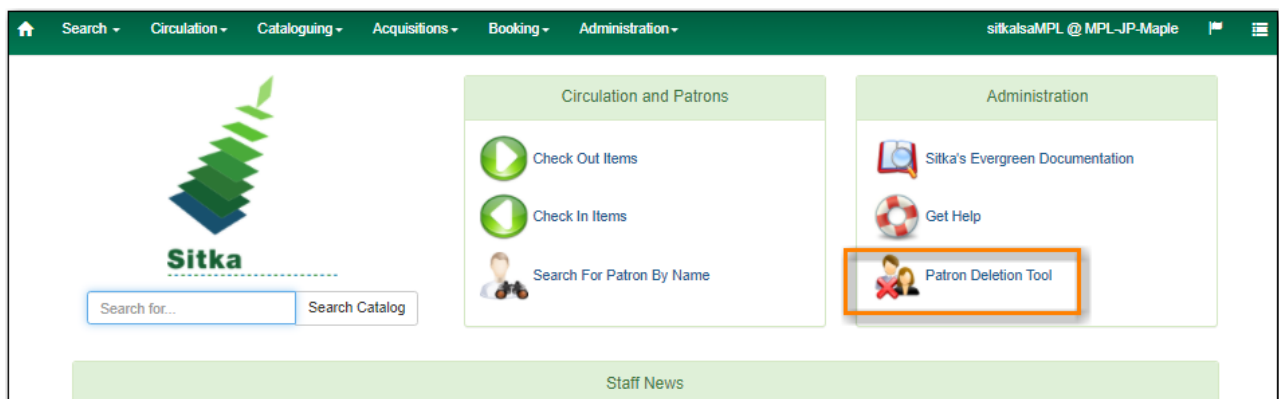 Search Circulation Cataloguing Acquisitions Booking Administration sitkalsaMPL @ MPL-JP-Maple
Sitka
Search for... Search Catalog
Circulation and Patrons
Check Out Items
Check In Items
Search For Patron By Name
Administration
Sitka's Evergreen Documentation
Get Help
Patron Deletion Tool
Staff News